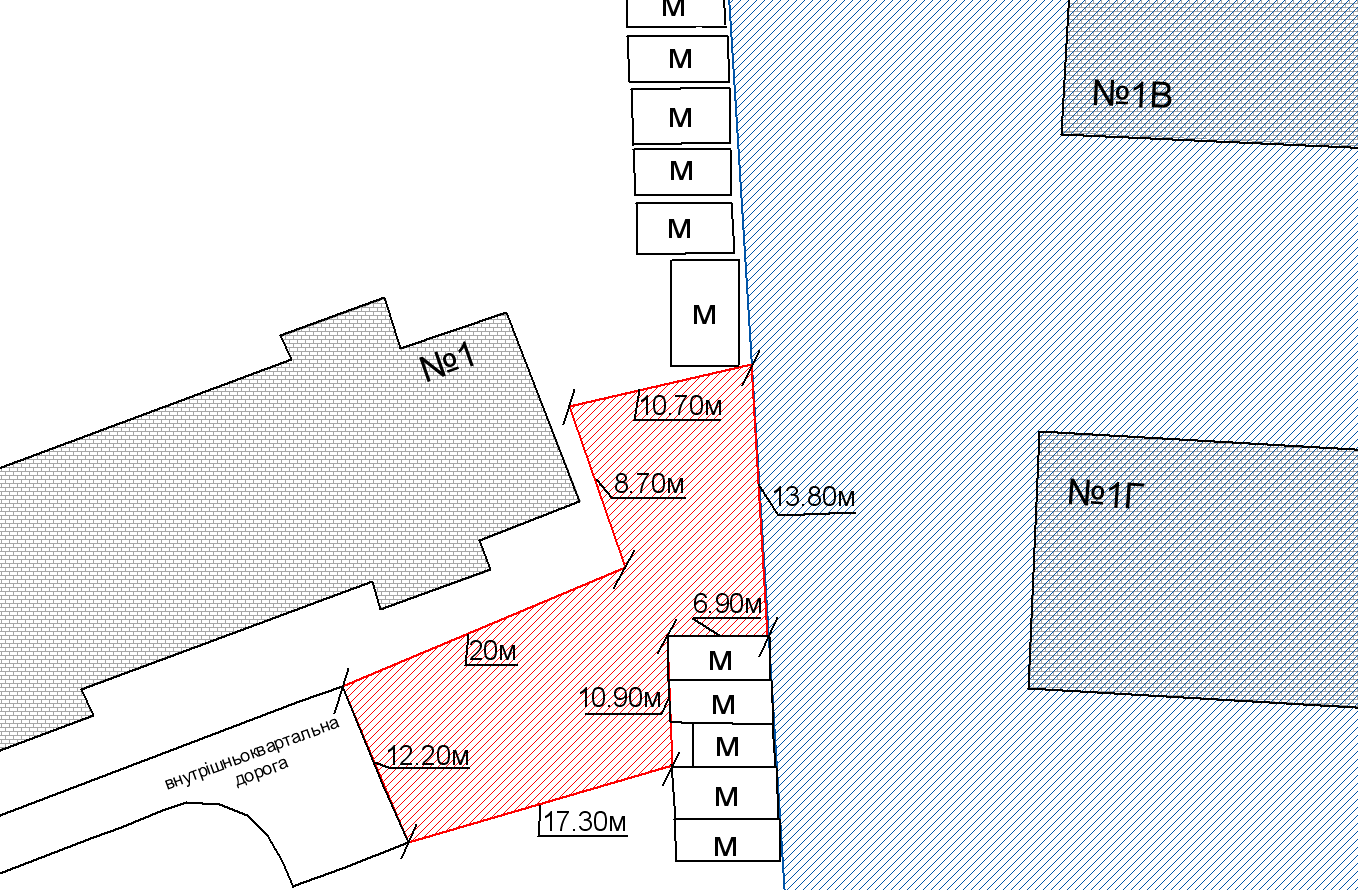 М
М
№1В
М
М
М
М
№1
10.70м
8.70м
13.80м
№1Г
6.90м
20м
М
10.90м
М
внутрішньоквартальна
дорога
12.20м
М
М
17.30м
М